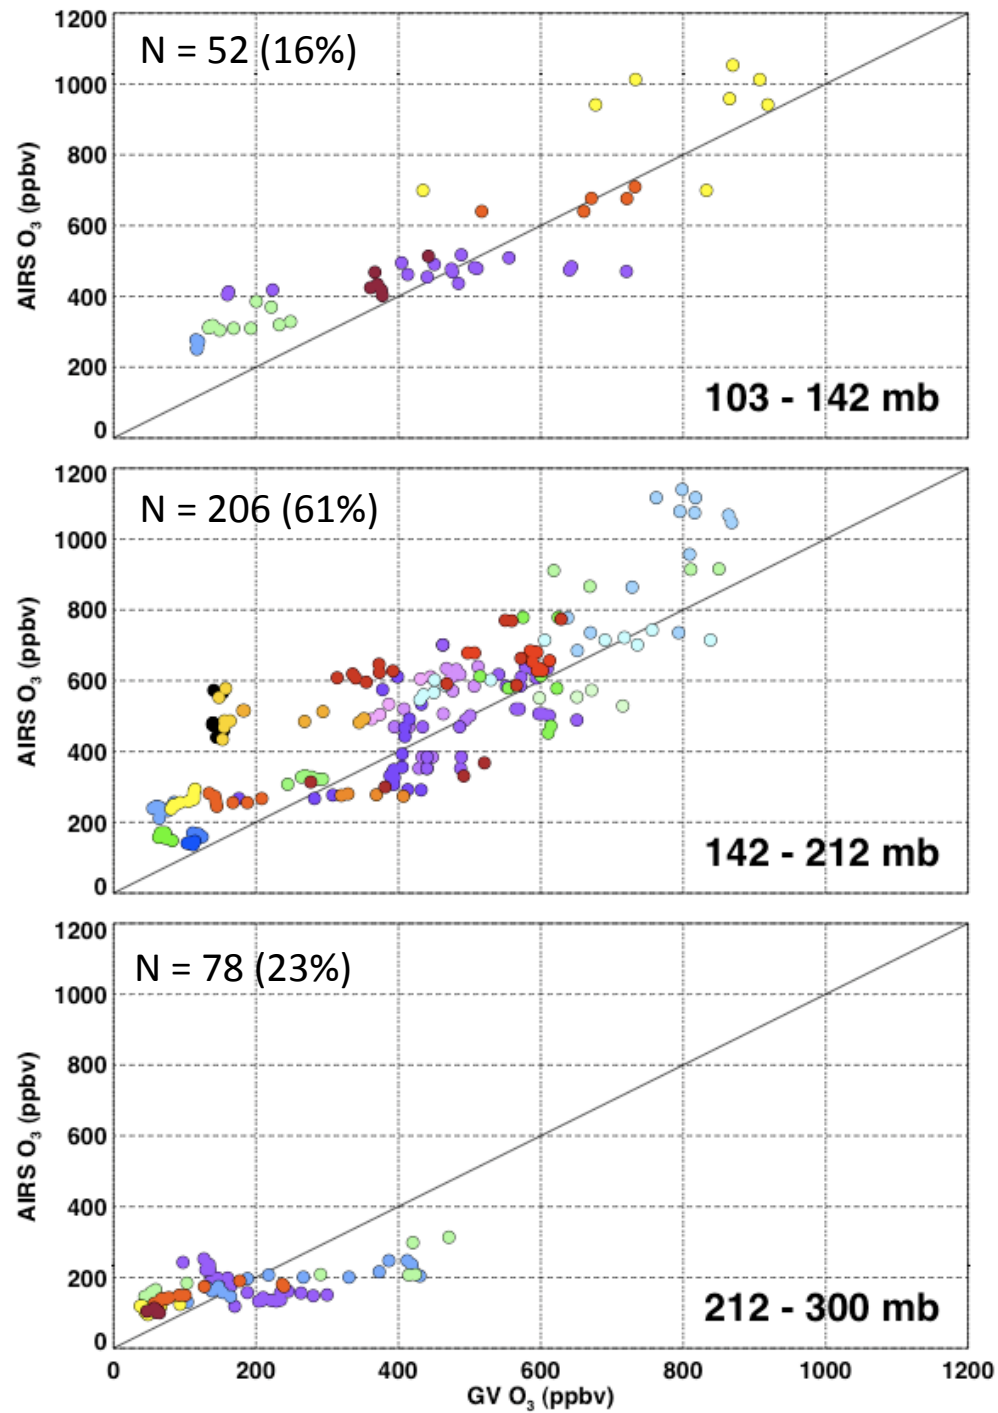 N = 52 (16%)
1200
1000
800
600
400
200
0
AIRS O₃ (ppbv)
103 - 142 mb
N = 206 (61%)
1200
1000
800
600
400
200
0
AIRS O₃ (ppbv)
142 - 212 mb
N = 78 (23%)
1200
1000
800
600
400
200
0
AIRS O₃ (ppbv)
212 - 300 mb
0 200 400 600 800 1000 1200
GV O₃ (ppbv)